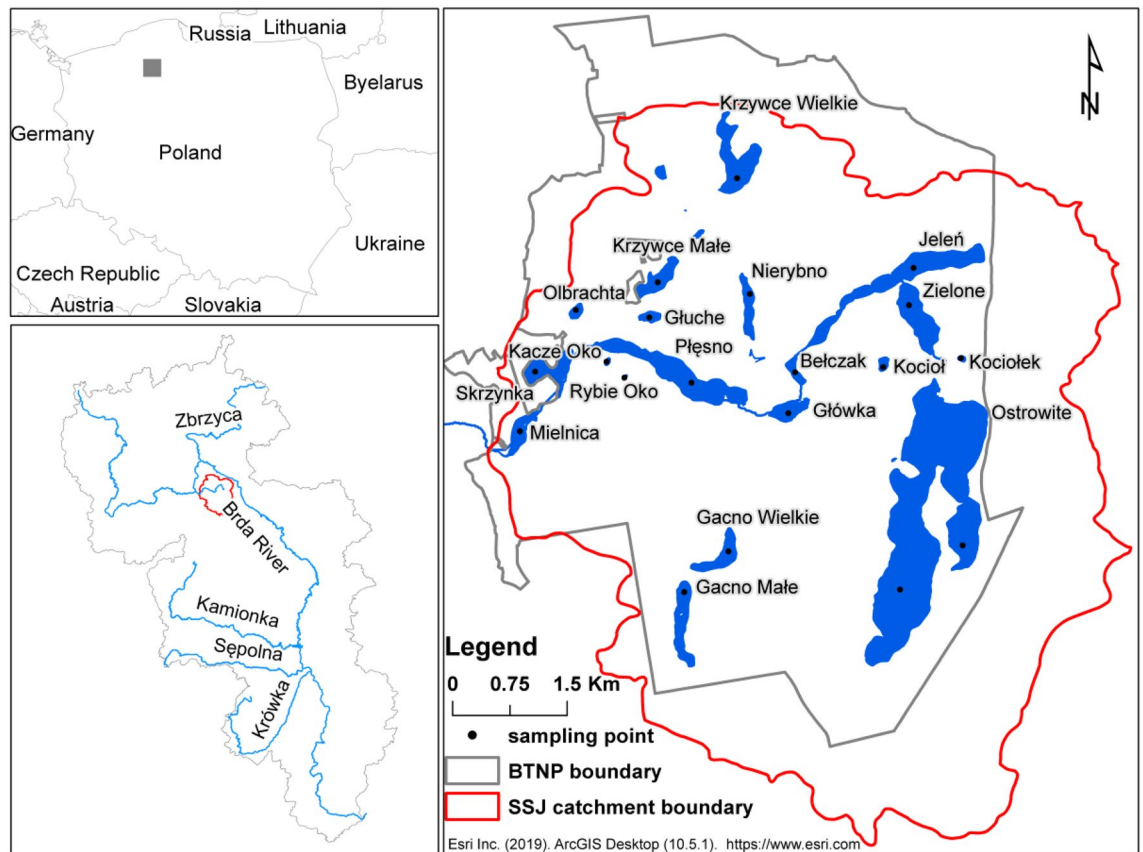 Russia
Lithuania
Byelarus
Germany
Poland
Ukraine
Czech Republic
Austria
Slovakia
Zbrzyca
Brda River
Kamionka
Sępolna
Krówka
N
Krzywce Wielkie
Krzywce Małe
Jeleń
Nierybno
Olbrachta
Zielone
Głuche
Płęsno
Kacze Oko
Bełczak
Kocioł
Kociołek
Skrzynka
Rybie Oko
Główka
Ostrowite
Mielnica
Gacno Wielkie
Gacno Małe
Legend
0 0.75 1.5 Km
sampling point
BTNP boundary
SSJ catchment boundary
Esri Inc. (2019). ArcGIS Desktop (10.5.1). https://www.esri.com